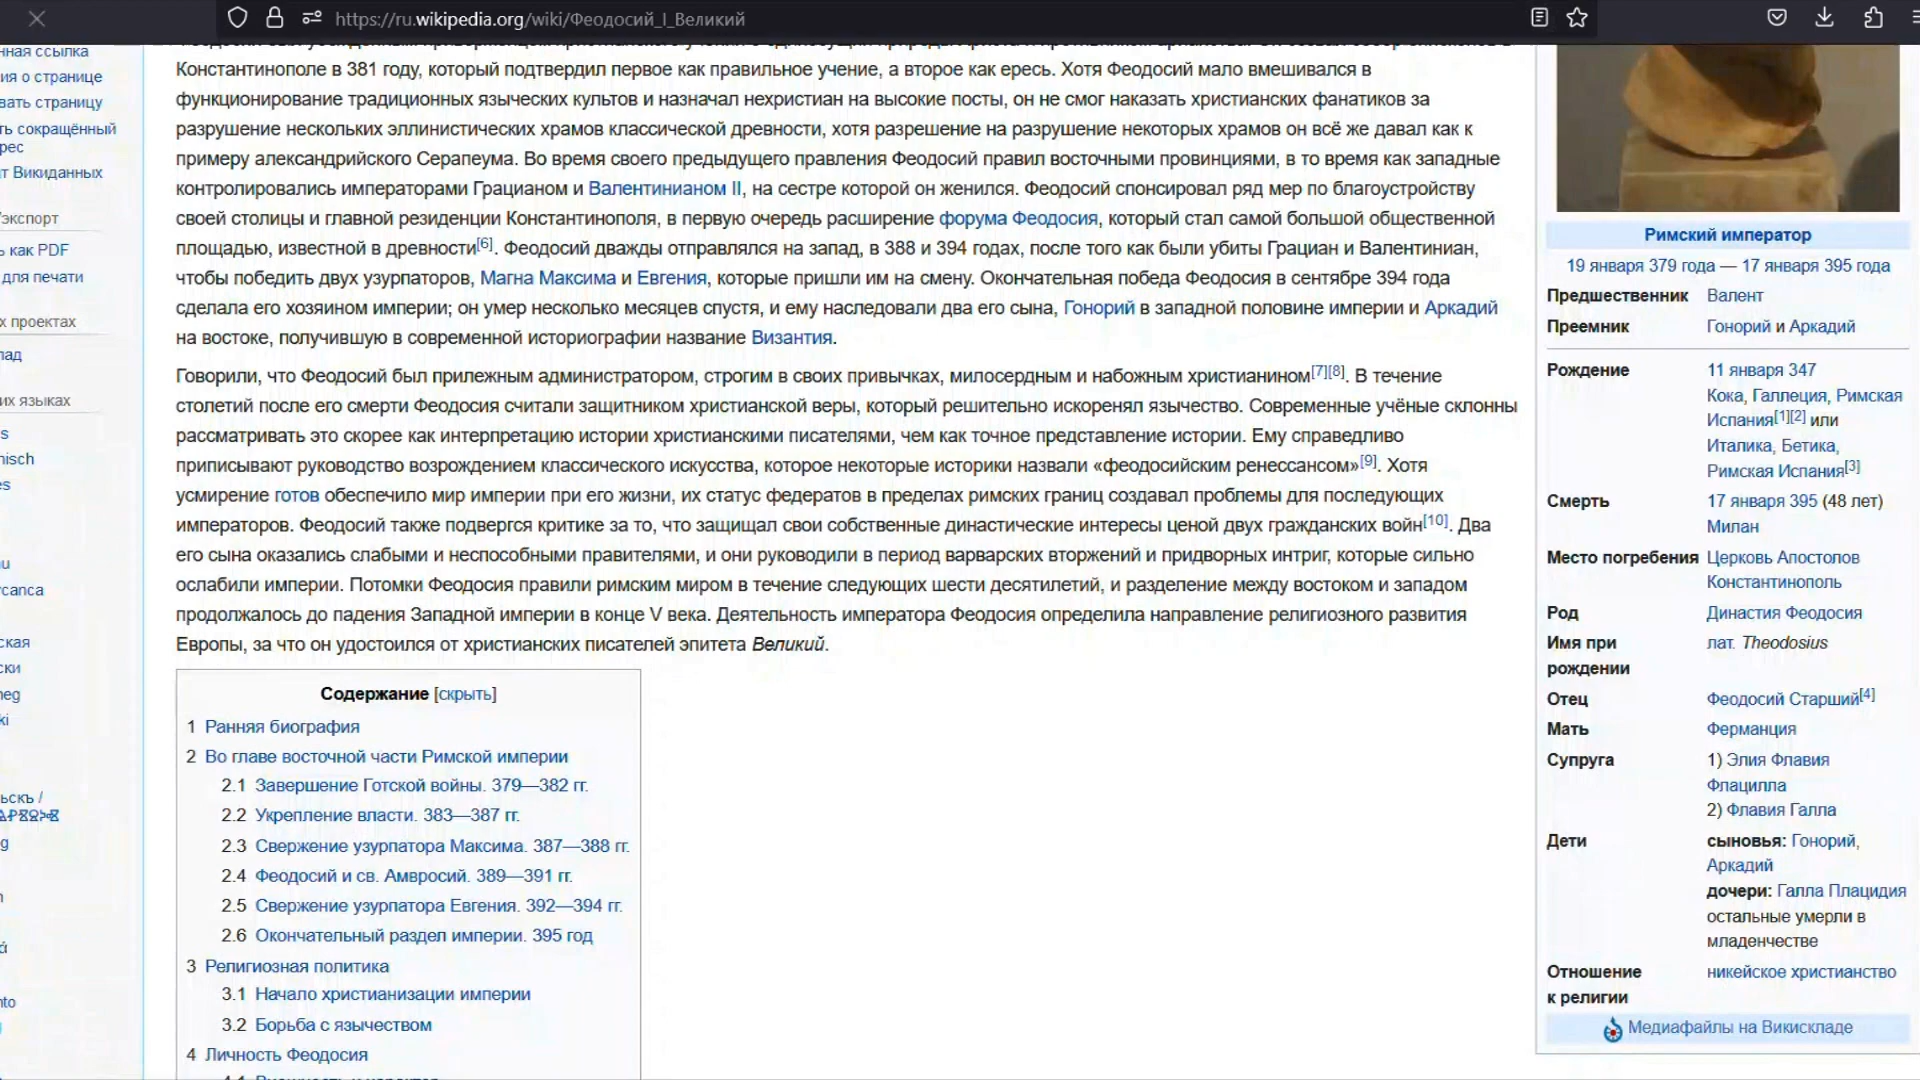 https://ru.wikipedia.org/wiki/Феодосий_I_Великий
нная ссылка
ия о странице
вать страницу
ть сокращённый
рес
т Викиданных
/экспорт
ь как PDF
для печати
х проектах
лад
их языках
s
nisch
es
u
ycanca
ская
ски
neg
ki
ьскъ /
g
n
á
nto
Константинополе в 381 году, который подтвердил первое как правильное учение, а второе как ересь. Хотя Феодосий мало вмешивался в
функционирование традиционных языческих культов и назначал нехристиан на высокие посты, он не смог наказать христианских фанатиков за
разрушение нескольких эллинистических храмов классической древности, хотя разрешение на разрушение некоторых храмов он всё же давал как к
примеру александрийского Серапеума. Во время своего предыдущего правления Феодосий правил восточными провинциями, в то время как западные
контролировались императорами Грацианом и Валентинианом II, на сестре которой он женился. Феодосий спонсировал ряд мер по благоустройству
своей столицы и главной резиденции Константинополя, в первую очередь расширение форума Феодосия, который стал самой большой общественной
площадью, известной в древности[6]. Феодосий дважды отправлялся на запад, в 388 и 394 годах, после того как были убиты Грациан и Валентиниан,
чтобы победить двух узурпаторов, Магна Максима и Евгения, которые пришли им на смену. Окончательная победа Феодосия в сентябре 394 года
сделала его хозяином империи; он умер несколько месяцев спустя, и ему наследовали два его сына, Гонорий в западной половине империи и Аркадий
на востоке, получившую в современной историографии название Византия.
Говорили, что Феодосий был прилежным администратором, строгим в своих привычках, милосердным и набожным христианином[7][8]. В течение
столетий после его смерти Феодосия считали защитником христианской веры, который решительно искоренял язычество. Современные учёные склонны
рассматривать это скорее как интерпретацию истории христианскими писателями, чем как точное представление истории. Ему справедливо
приписывают руководство возрождением классического искусства, которое некоторые историки назвали «феодосийским ренессансом»[9]. Хотя
усмирение готов обеспечило мир империи при его жизни, их статус федератов в пределах римских границ создавал проблемы для последующих
императоров. Феодосий также подвергся критике за то, что защищал свои собственные династические интересы ценой двух гражданских войн[10]. Два
его сына оказались слабыми и неспособными правителями, и они руководили в период варварских вторжений и придворных интриг, которые сильно
ослабили империи. Потомки Феодосия правили римским миром в течение следующих шести десятилетий, и разделение между востоком и западом
продолжалось до падения Западной империи в конце V века. Деятельность императора Феодосия определила направление религиозного развития
Европы, за что он удостоился от христианских писателей эпитета Великий.
Содержание [скрыть]
1 Ранняя биография
2 Во главе восточной части Римской империи
2.1 Завершение Готской войны. 379—382 гг.
2.2 Укрепление власти. 383—387 гг.
2.3 Свержение узурпатора Максима. 387—388 гг.
2.4 Феодосий и св. Амвросий. 389—391 гг.
2.5 Свержение узурпатора Евгения. 392—394 гг.
2.6 Окончательный раздел империи. 395 год
3 Религиозная политика
3.1 Начало христианизации империи
3.2 Борьба с язычеством
4 Личность Феодосия
Римский император
19 января 379 года — 17 января 395 года
Предшественник Валент
Преемник Гонорий и Аркадий
Рождение 11 января 347
Кока, Галлеция, Римская
Испания[1][2] или
Италика, Бетика,
Римская Испания[3]
Смерть 17 января 395 (48 лет)
Милан
Место погребения Церковь Апостолов
Константинополь
Род Династия Феодосия
Имя при рождении лат. Theodosius
Отец Феодосий Старший[4]
Мать Ферманция
Супруга 1) Элия Флавия
Флацилла
2) Флавия Галла
Дети сыновья: Гонорий,
Аркадий
дочери: Галла Плацидия
остальные умерли в
младенчестве
Отношение к религии никейское христианство
Медиафайлы на Викискладе